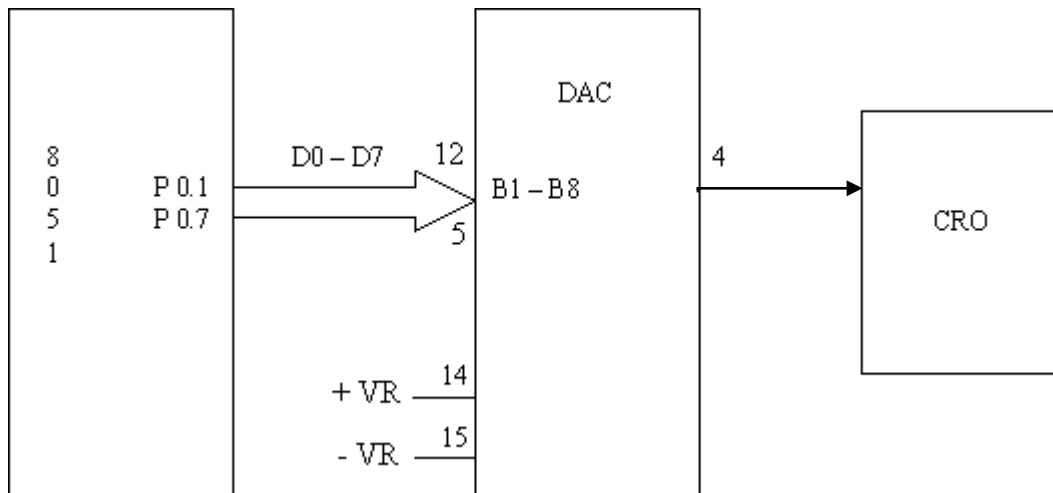 8
0
5
1
P 0.1
P 0.7
D0 – D7
12
5
B1 – B8
DAC
4
CRO
+ VR
14
- VR
15